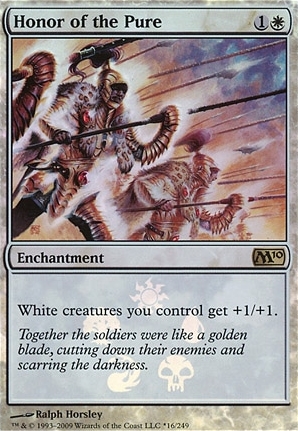 Honor of the Pure 1
Enchantment M10
White creatures you control get +1/+1.
Together the soldiers were like a golden
blade, cutting down their enemies and
scarring the darkness.
Ralph Horsley
™ & © 1993–2009 Wizards of the Coast LLC *16/249